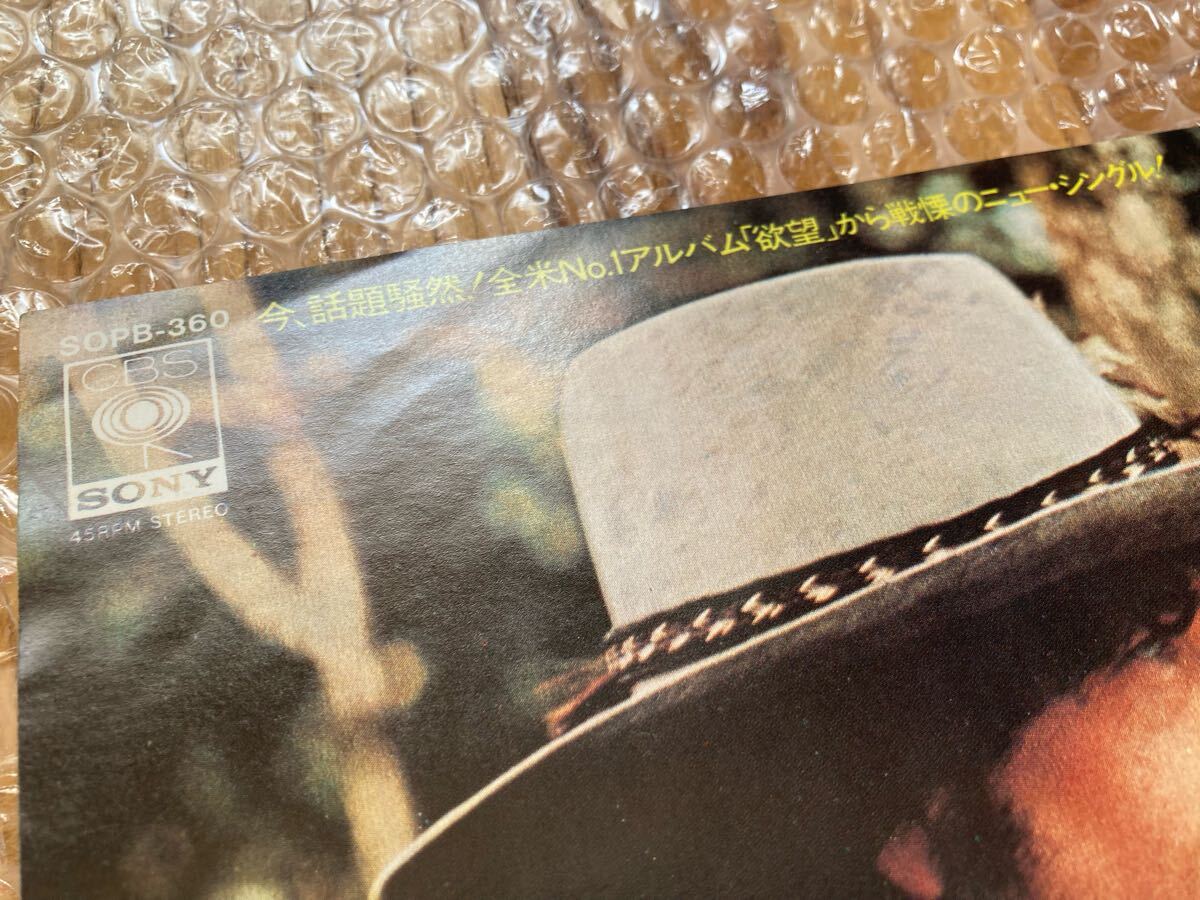 今、話題騒然！全米No.1アルバム「欲望」から戦慄のニュー・シングル！
SOPB-360
CBS
SONY
45RPM STEREO